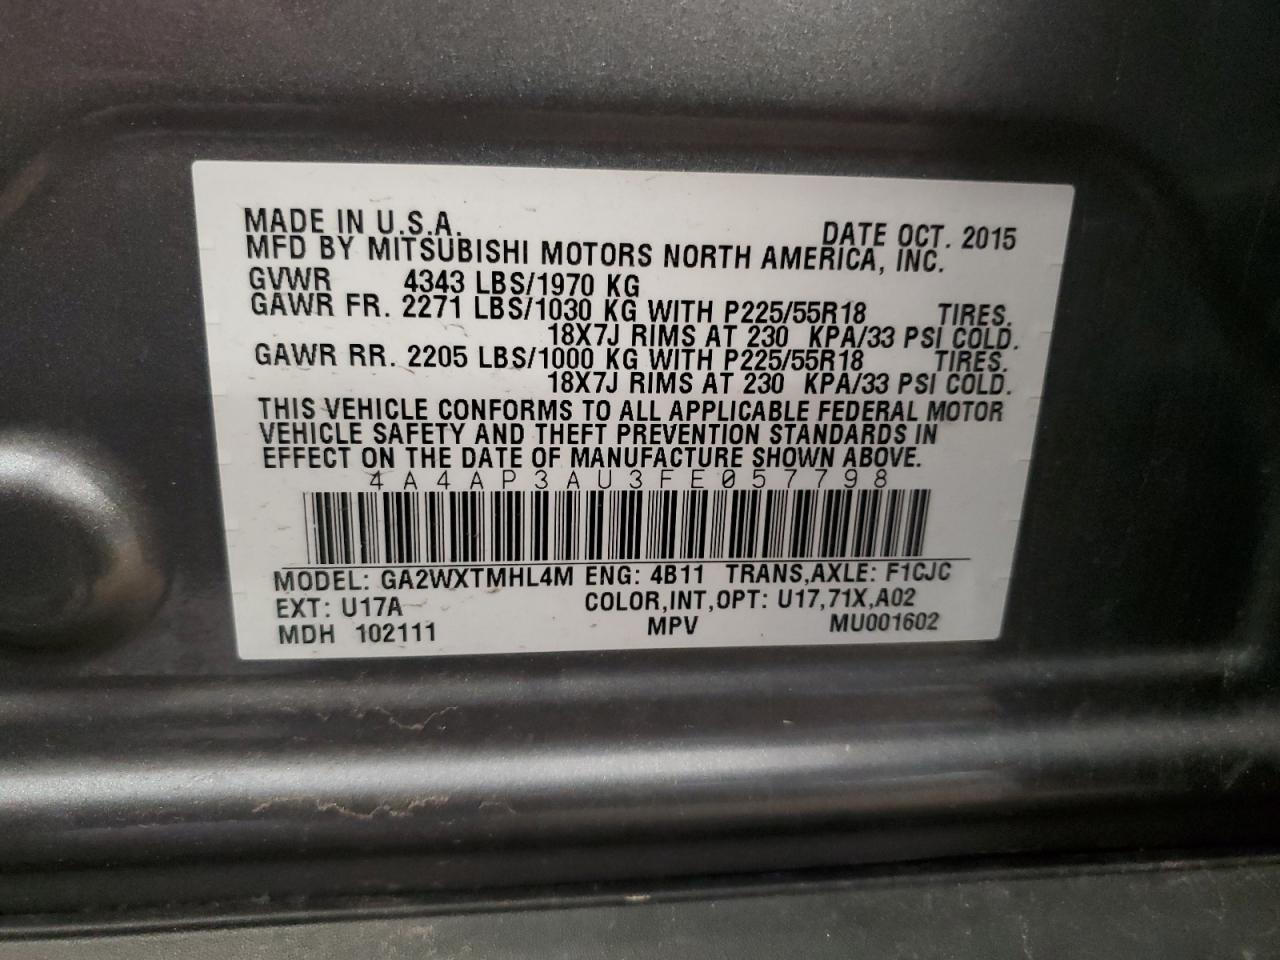 MADE IN U.S.A. DATE OCT. 2015
MFD BY MITSUBISHI MOTORS NORTH AMERICA, INC.
GVWR 4343 LBS/1970 KG
GAWR FR. 2271 LBS/1030 KG WITH P225/55R18 TIRES.
18X7J RIMS AT 230 KPA/33 PSI COLD.
GAWR RR. 2205 LBS/1000 KG WITH P225/55R18 TIRES.
18X7J RIMS AT 230 KPA/33 PSI COLD.
THIS VEHICLE CONFORMS TO ALL APPLICABLE FEDERAL MOTOR
VEHICLE SAFETY AND THEFT PREVENTION STANDARDS IN
EFFECT ON THE DATE OF MANUFACTURE SHOWN ABOVE.
4A4AP3AU3FE057798
MODEL: GA2WXTMHL4M ENG: 4B11 TRANS,AXLE: F1CJC
EXT: U17A COLOR,INT,OPT: U17,71X,A02
MDH 102111 MPV MU001602